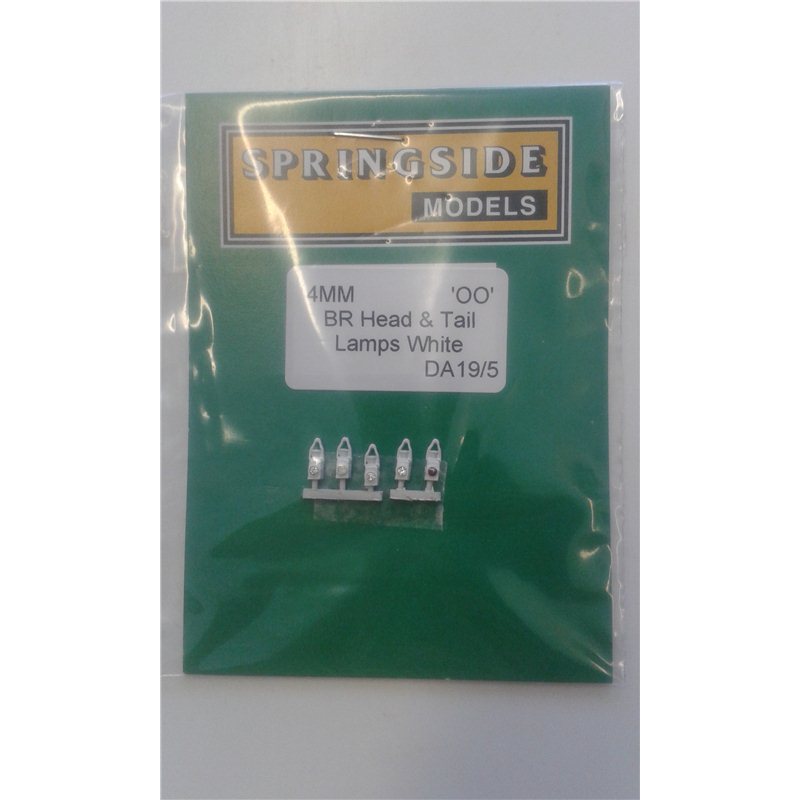 SPRINGSIDE
MODELS
4MM 'OO'
BR Head & Tail
Lamps White
DA19/5